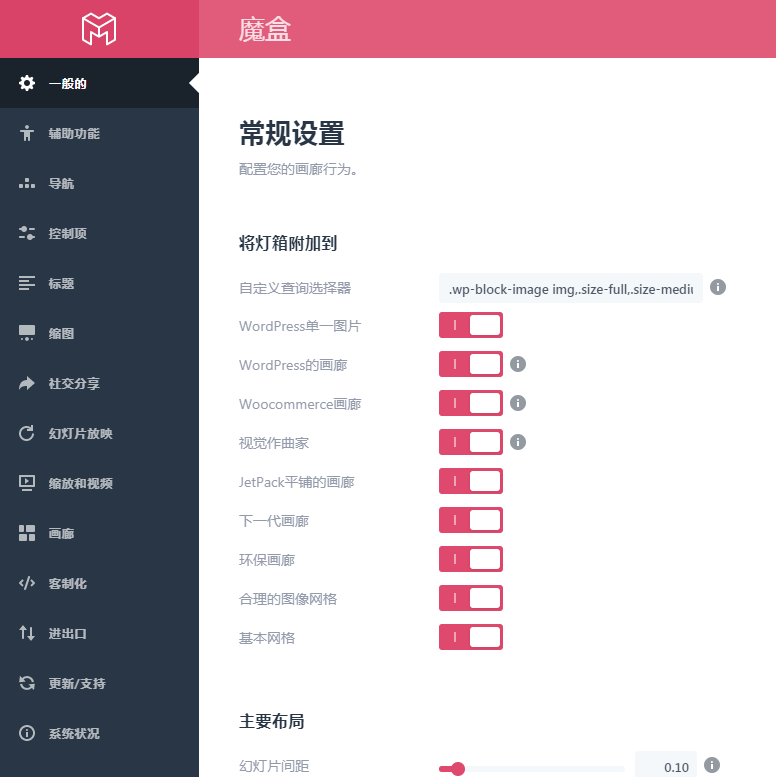 魔盒
一般的
辅助功能
导航
控制项
标题
缩图
社交分享
幻灯片放映
缩放和视频
画廊
客制化
进出口
更新/支持
系统状况
常规设置
配置您的画廊行为。
将灯箱附加到
自定义查询选择器 .wp-block-image img,.size-full,.size-mediu
WordPress单一图片
WordPress的画廊
Woocommerce画廊
视觉作曲家
JetPack平铺的画廊
下一代画廊
环保画廊
合理的图像网格
基本网格
主要布局
幻灯片间距 0.10